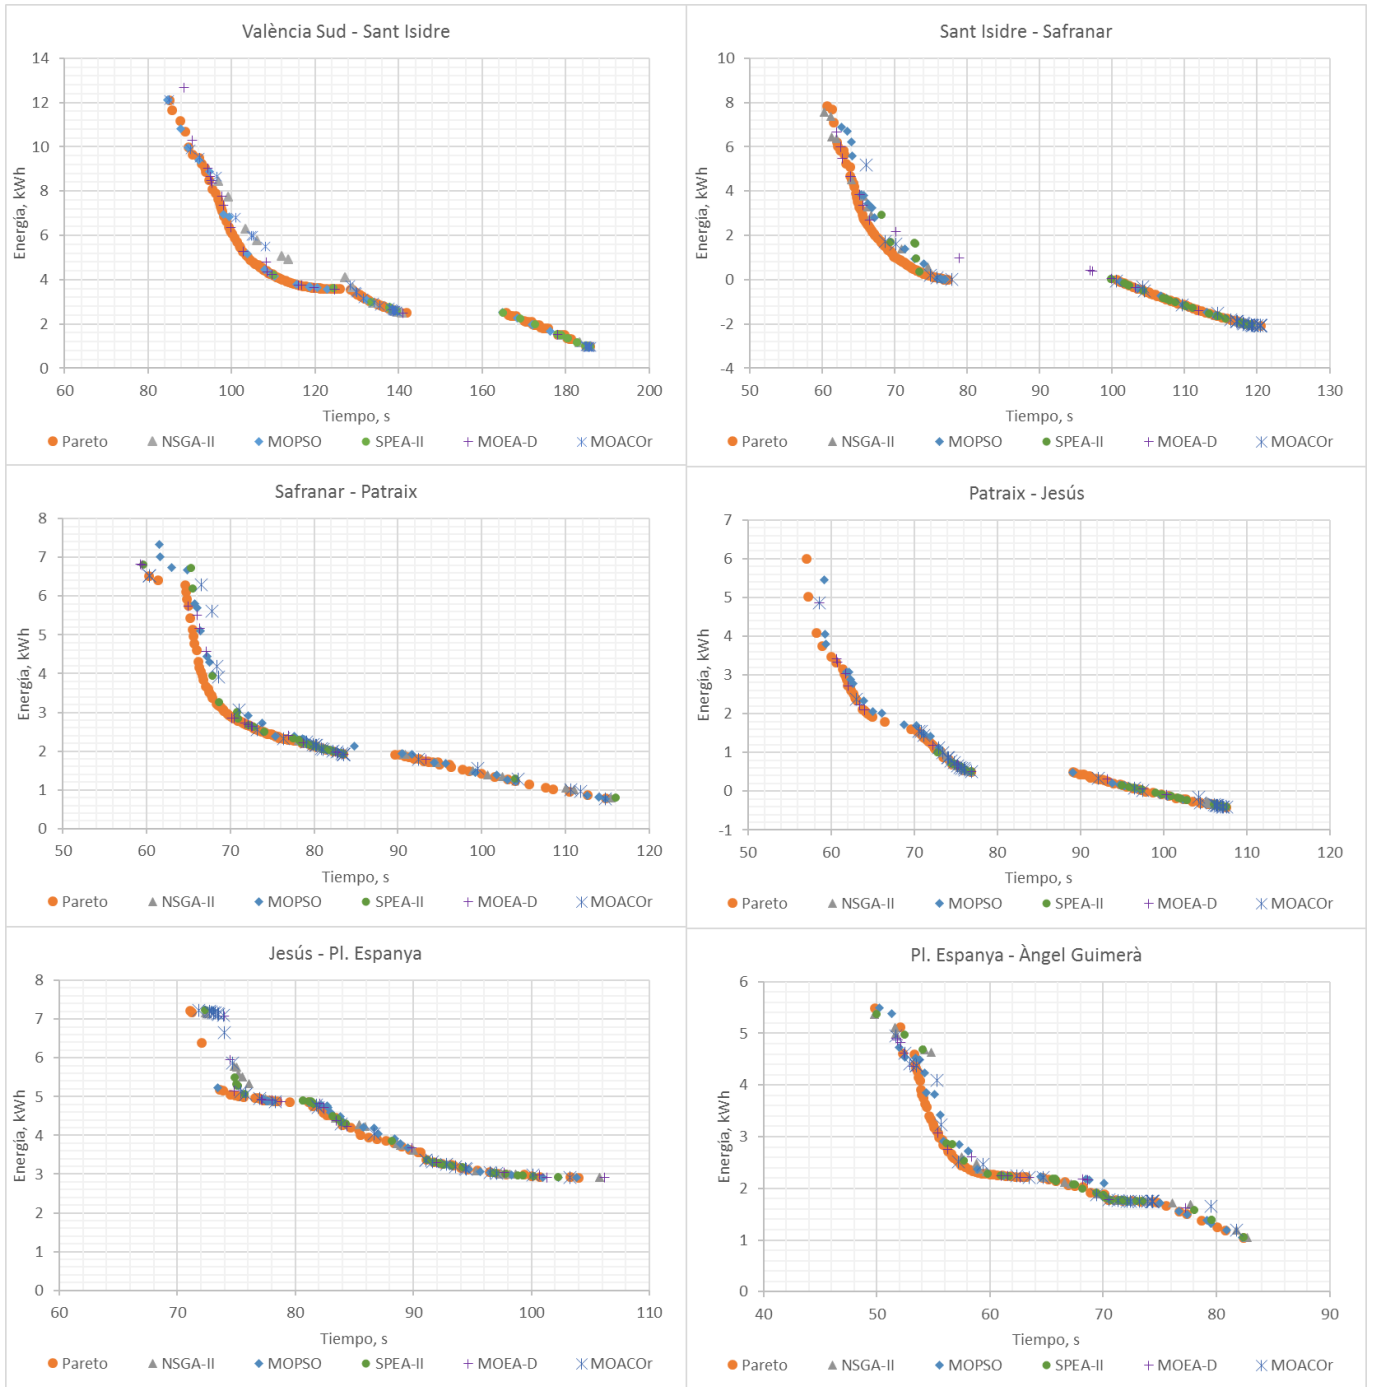 València Sud - Sant Isidre
14
12
10
8
6
4
2
0
Energía, kWh
60 80 100 120 140 160 180 200
Tiempo, s
Pareto NSGA-II MOPSO SPEA-II MOEA-D MOACOr
Sant Isidre - Safranar
10
8
6
4
2
0
-2
-4
Energía, kWh
50 60 70 80 90 100 110 120 130
Tiempo, s
Pareto NSGA-II MOPSO SPEA-II MOEA-D MOACOr
Safranar - Patraix
8
7
6
5
4
3
2
1
0
Energía, kWh
50 60 70 80 90 100 110 120
Tiempo, s
Pareto NSGA-II MOPSO SPEA-II MOEA-D MOACOr
Patraix - Jesús
7
6
5
4
3
2
1
0
-1
Energía, kWh
50 60 70 80 90 100 110 120
Tiempo, s
Pareto NSGA-II MOPSO SPEA-II MOEA-D MOACOr
Jesús - Pl. Espanya
8
7
6
5
4
3
2
1
0
Energía, kWh
60 70 80 90 100 110
Tiempo, s
Pareto NSGA-II MOPSO SPEA-II MOEA-D MOACOr
Pl. Espanya - Àngel Guimerà
6
5
4
3
2
1
0
Energía, kWh
40 50 60 70 80 90
Tiempo, s
Pareto NSGA-II MOPSO SPEA-II MOEA-D MOACOr